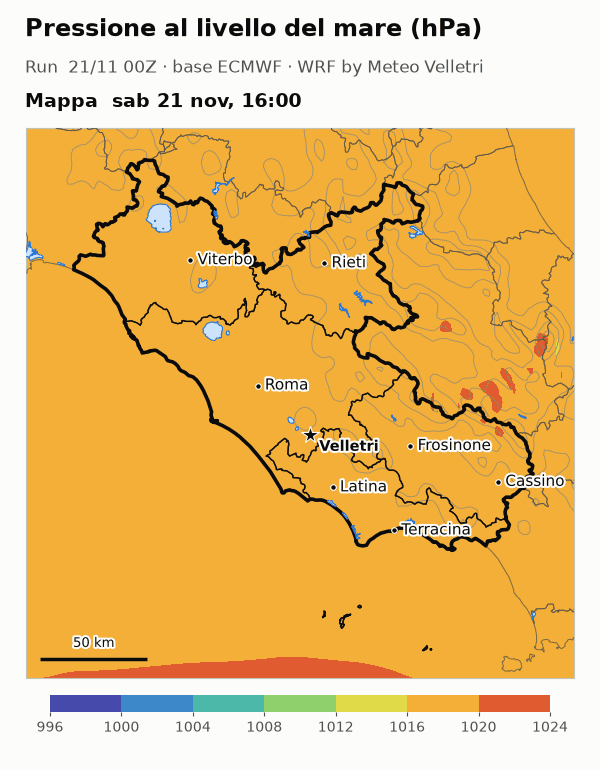 Pressione al livello del mare (hPa)
Run  21/11 00Z · base ECMWF · WRF by Meteo Velletri
Mappa  sab 21 nov, 16:00
Viterbo
Rieti
Roma
Velletri
Frosinone
Latina
Cassino
Terracina
50 km
996 1000 1004 1008 1012 1016 1020 1024